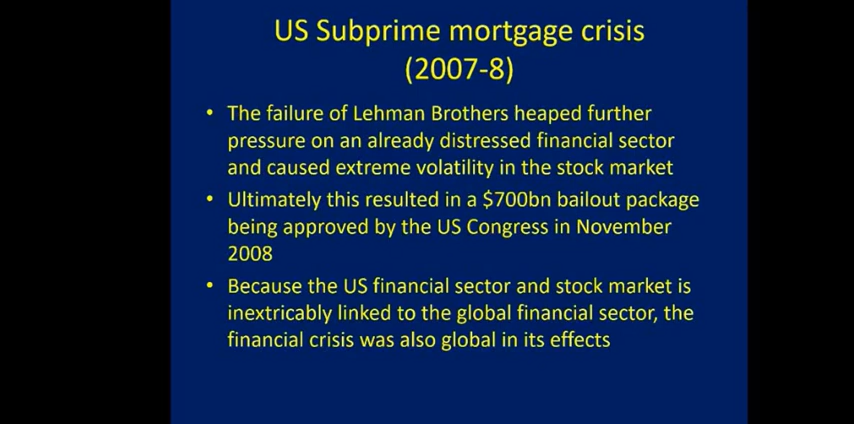 US Subprime mortgage crisis
(2007-8)
• The failure of Lehman Brothers heaped further
pressure on an already distressed financial sector
and caused extreme volatility in the stock market
• Ultimately this resulted in a $700bn bailout package
being approved by the US Congress in November
2008
• Because the US financial sector and stock market is
inextricably linked to the global financial sector, the
financial crisis was also global in its effects